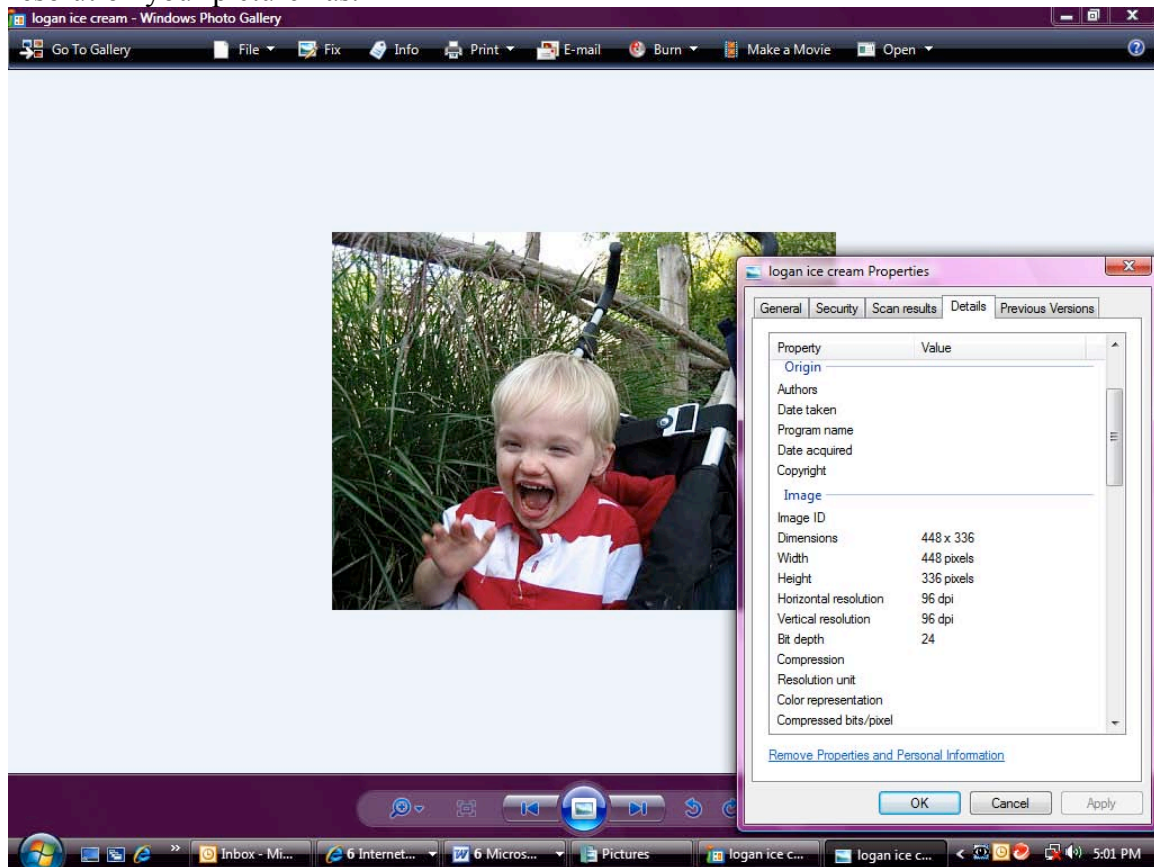 resolution your picture has.
logan ice cream - Windows Photo Gallery
Go To Gallery File Fix Info Print E-mail Burn Make a Movie Open
logan ice cream Properties
General Security Scan results Details Previous Versions
Property Value
Origin
Authors
Date taken
Program name
Date acquired
Copyright
Image
Image ID
Dimensions 448 x 336
Width 448 pixels
Height 336 pixels
Horizontal resolution 96 dpi
Vertical resolution 96 dpi
Bit depth 24
Compression
Resolution unit
Color representation
Compressed bits/pixel
Remove Properties and Personal Information
OK Cancel Apply
Inbox - Mi... 6 Internet... 6 Micros... Pictures logan ice c... logan ice c... 5:01 PM